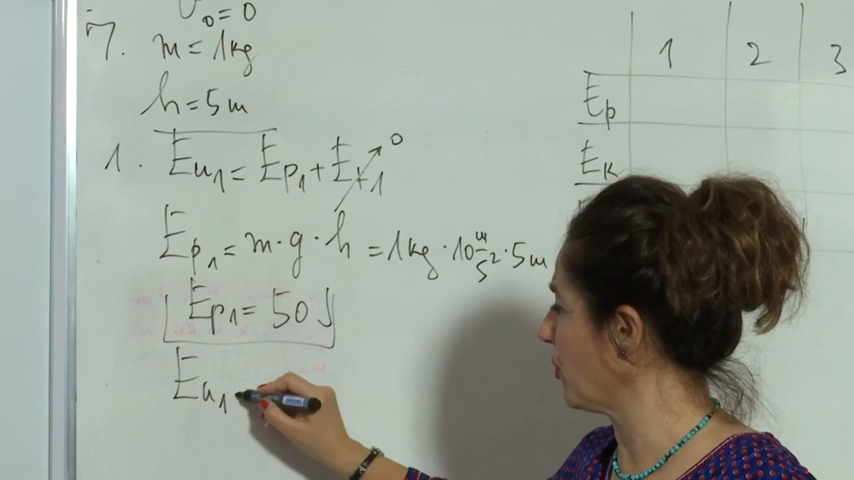 v₀ = 0
7. m = 1kg
h = 5m
1. Eu₁ = Ep₁ + Ek₁ → 0
Ep₁ = m · g · h = 1kg · 10 m/s² · 5m
Ep₁ = 50 J
Eu₁
1 2 3
Ep
Ek